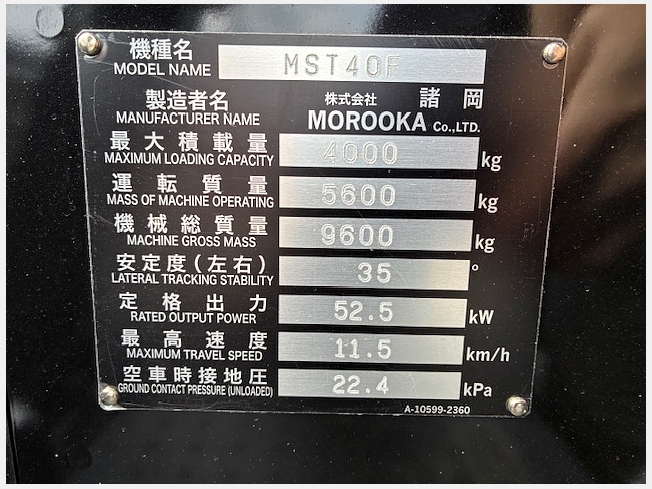 機種名 MST40F
MODEL NAME
製造者名 株式会社 諸岡
MANUFACTURER NAME MOROOKA Co.,LTD.
最大積載量 4000 kg
MAXIMUM LOADING CAPACITY
運転質量 5600 kg
MASS OF MACHINE OPERATING
機械総質量 9600 kg
MACHINE GROSS MASS
安定度(左右) 35 °
LATERAL TRACKING STABILITY
定格出力 52.5 kW
RATED OUTPUT POWER
最高速度 11.5 km/h
MAXIMUM TRAVEL SPEED
空車時接地圧 22.4 kPa
GROUND CONTACT PRESSURE (UNLOADED)
A-10599-2360